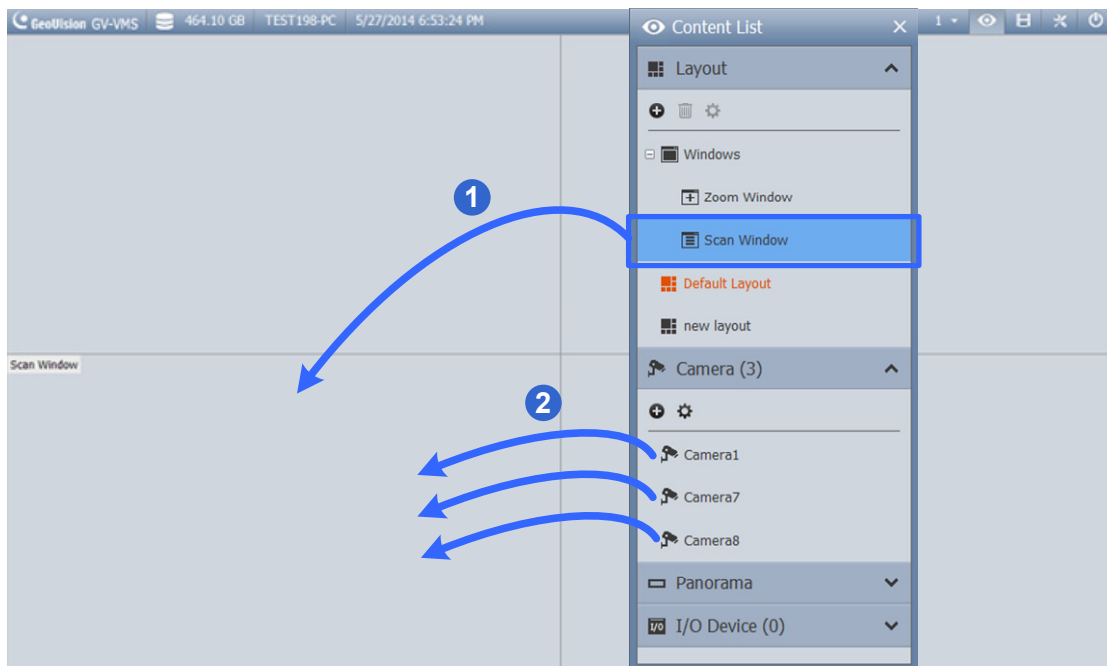 GeoVision GV-VMS 464.10 GB TEST198-PC 5/27/2014 6:53:24 PM
1
Content List
Layout
Windows
Zoom Window
1
Scan Window
Default Layout
new layout
Scan Window
Camera (3)
2
Camera1
Camera7
Camera8
Panorama
I/O
I/O Device (0)